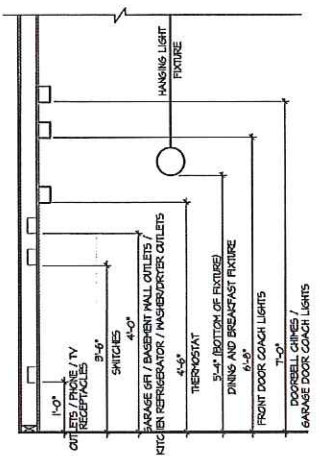 HANGING LIGHT
FIXTURE
1'-0"
OUTLETS / PHONE / TV
RECEPTACLES
3'-6"
SWITCHES
4'-0"
GARAGE GFI / BASEMENT WALL OUTLETS /
KITCHEN REFRIGERATOR / WASHER/DRYER OUTLETS
4'-6"
THERMOSTAT
5'-4" (BOTTOM OF FIXTURE)
DINING AND BREAKFAST FIXTURE
6'-8"
FRONT DOOR COACH LIGHTS
7'-0"
DOORBELL CHIMES /
GARAGE DOOR COACH LIGHTS